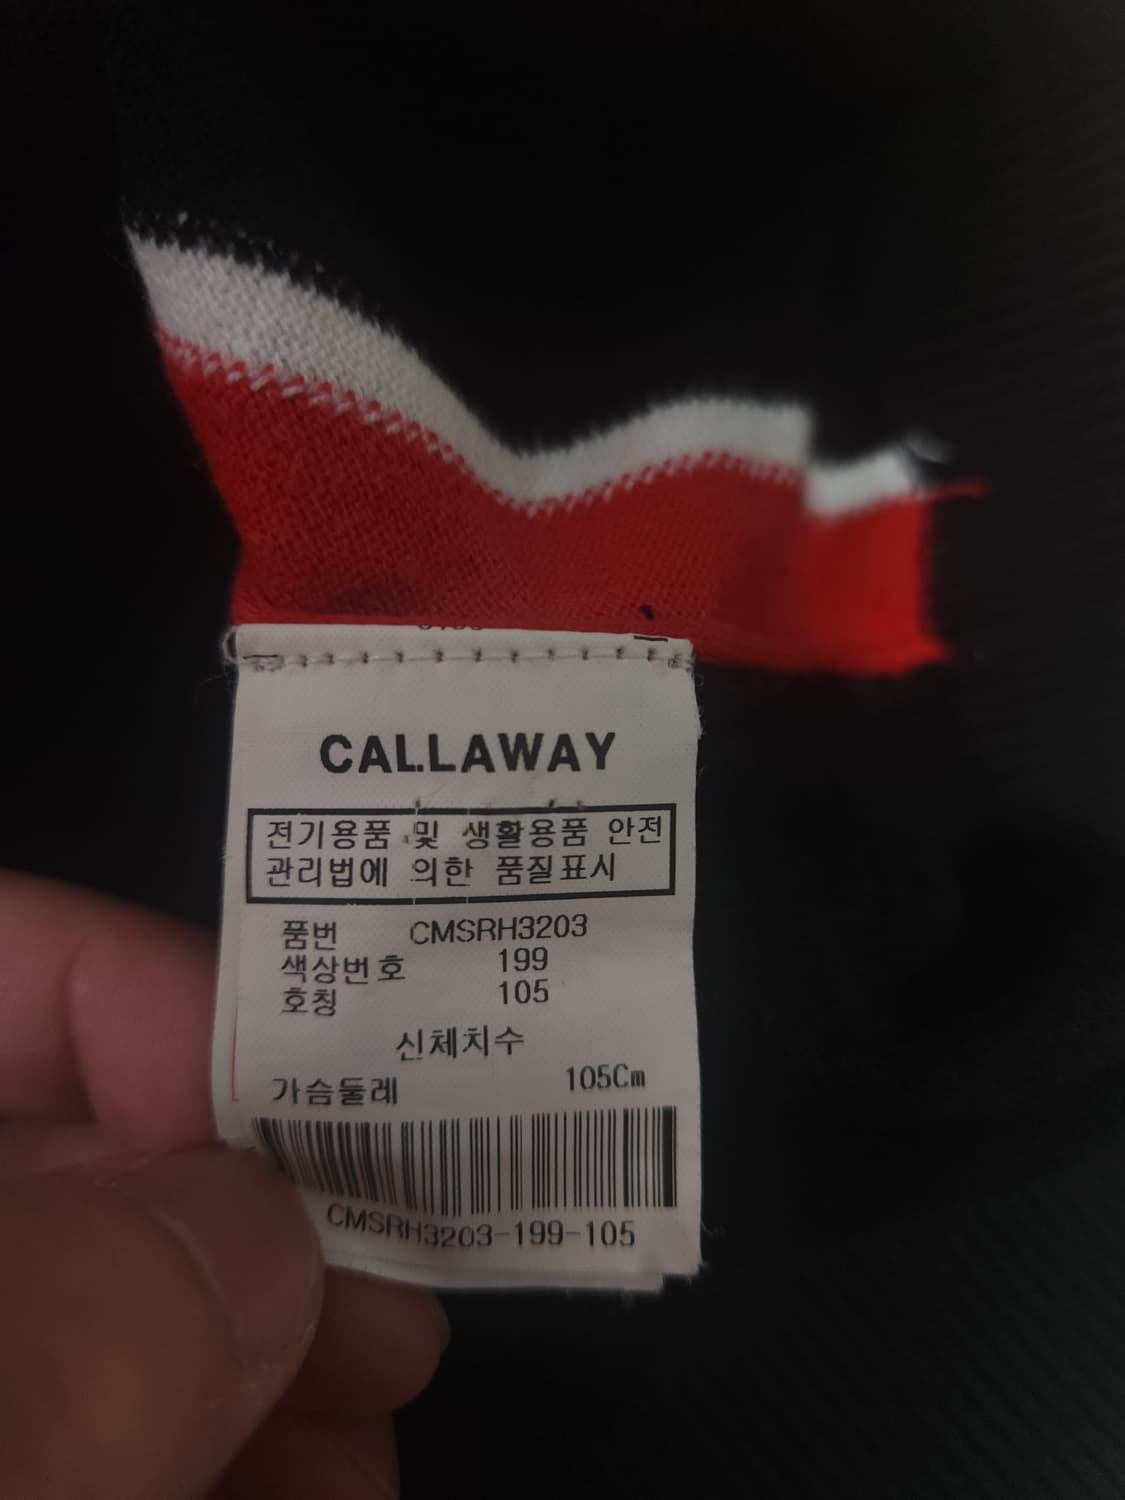 CALLAWAY
전기용품 및 생활용품 안전
관리법에 의한 품질표시
품번 CMSRH3203
색상번호 199
호칭 105
신체치수
가슴둘레 105Cm
CMSRH3203-199-105